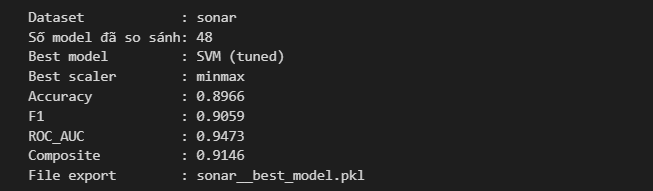 Dataset : sonar
Số model đã so sánh: 48
Best model : SVM (tuned)
Best scaler : minmax
Accuracy : 0.8966
F1 : 0.9059
ROC_AUC : 0.9473
Composite : 0.9146
File export : sonar__best_model.pkl